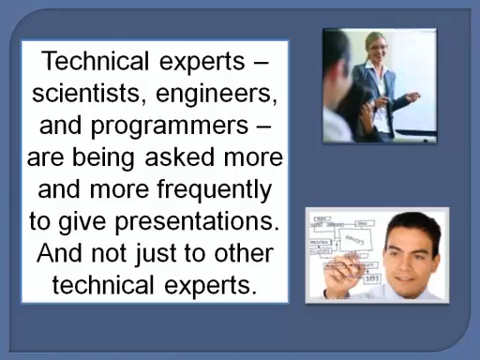 Technical experts –
scientists, engineers,
and programmers –
are being asked more
and more frequently
to give presentations.
And not just to other
technical experts.